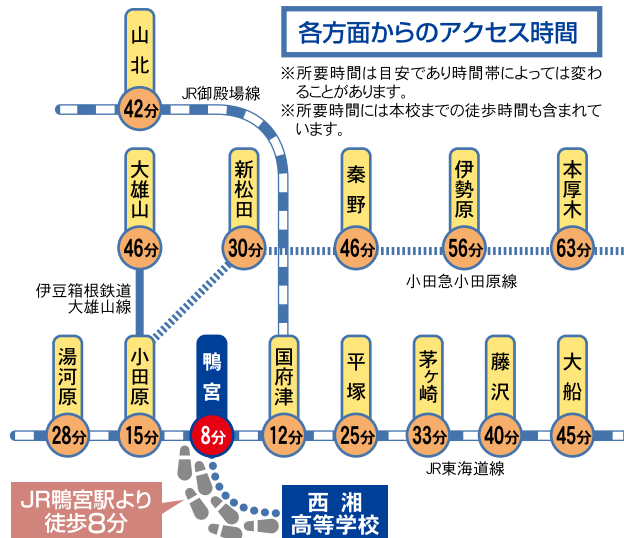 各方面からのアクセス時間
※所要時間は目安であり時間帯によっては変わ
ることがあります。
※所要時間には本校までの徒歩時間も含まれて
います。
山北
42分
JR御殿場線
大雄山
46分
新松田
30分
秦野
46分
伊勢原
56分
本厚木
63分
小田急小田原線
伊豆箱根鉄道
大雄山線
湯河原
28分
小田原
15分
鴨宮
8分
国府津
12分
平塚
25分
茅ヶ崎
33分
藤沢
40分
大船
45分
JR東海道線
JR鴨宮駅より
徒歩8分
西湘
高等学校